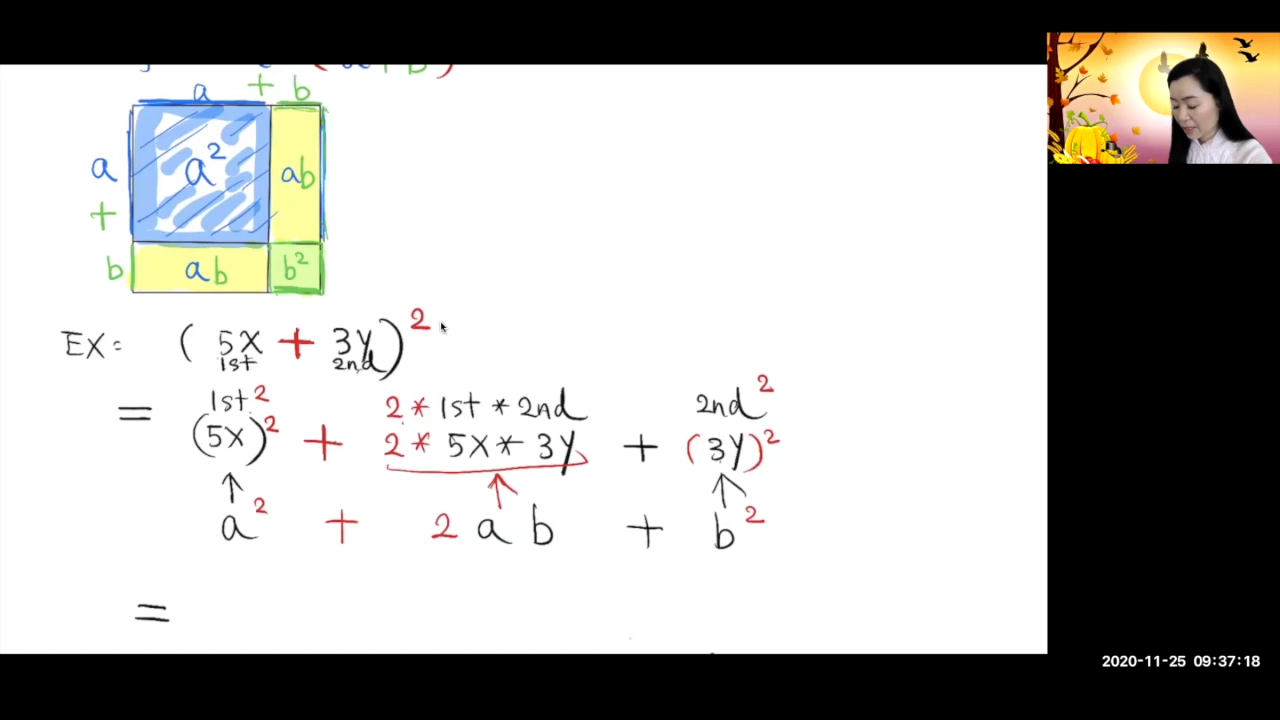 a + b
a² ab
a
+
b ab b²
EX: (5x + 3y)²
1st 2nd
= 1st² 2 * 1st * 2nd 2nd²
(5x)² + 2 * 5x * 3y + (3y)²
↑ ↑ ↑
a² + 2 a b + b²
=
2020-11-25 09:37:18